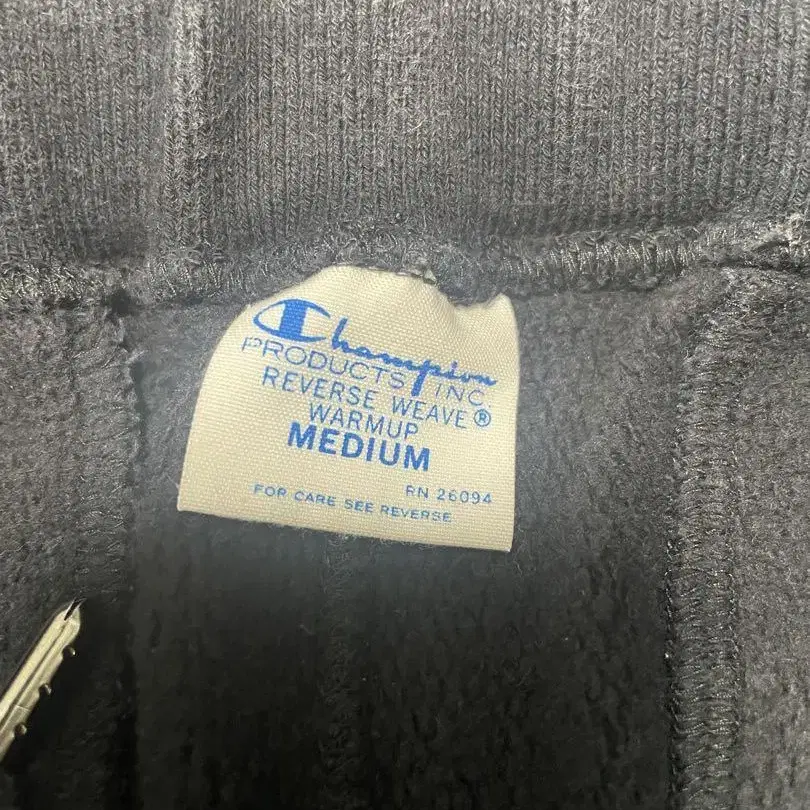 Champion
PRODUCTS INC
REVERSE WEAVE®
WARMUP
MEDIUM
RN 26094
FOR CARE SEE REVERSE